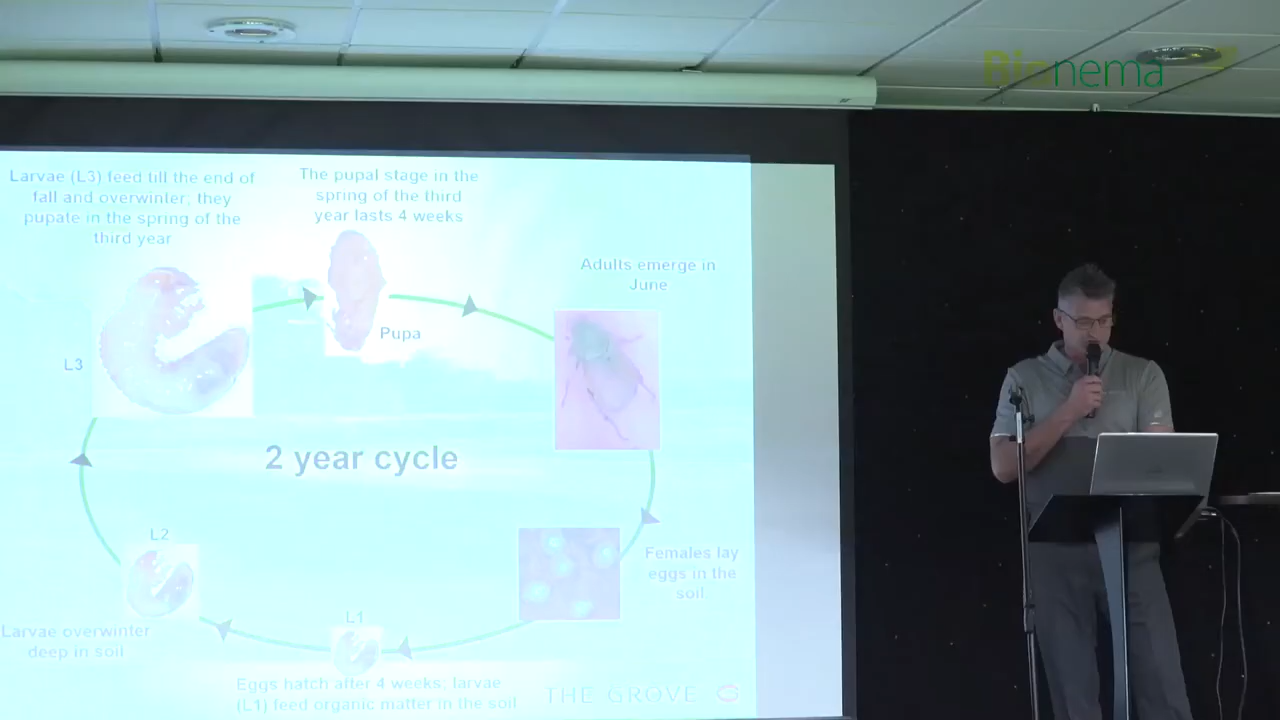 Bionema
Larvae (L3) feed till the end of
fall and overwinter; they
pupate in the spring of the
third year
The pupal stage in the
spring of the third
year lasts 4 weeks
Adults emerge in
June
Pupa
L3
2 year cycle
L2
Females lay
eggs in the
soil
L1
Larvae overwinter
deep in soil
Eggs hatch after 4 weeks; larvae
(L1) feed organic matter in the soil
THE GROVE